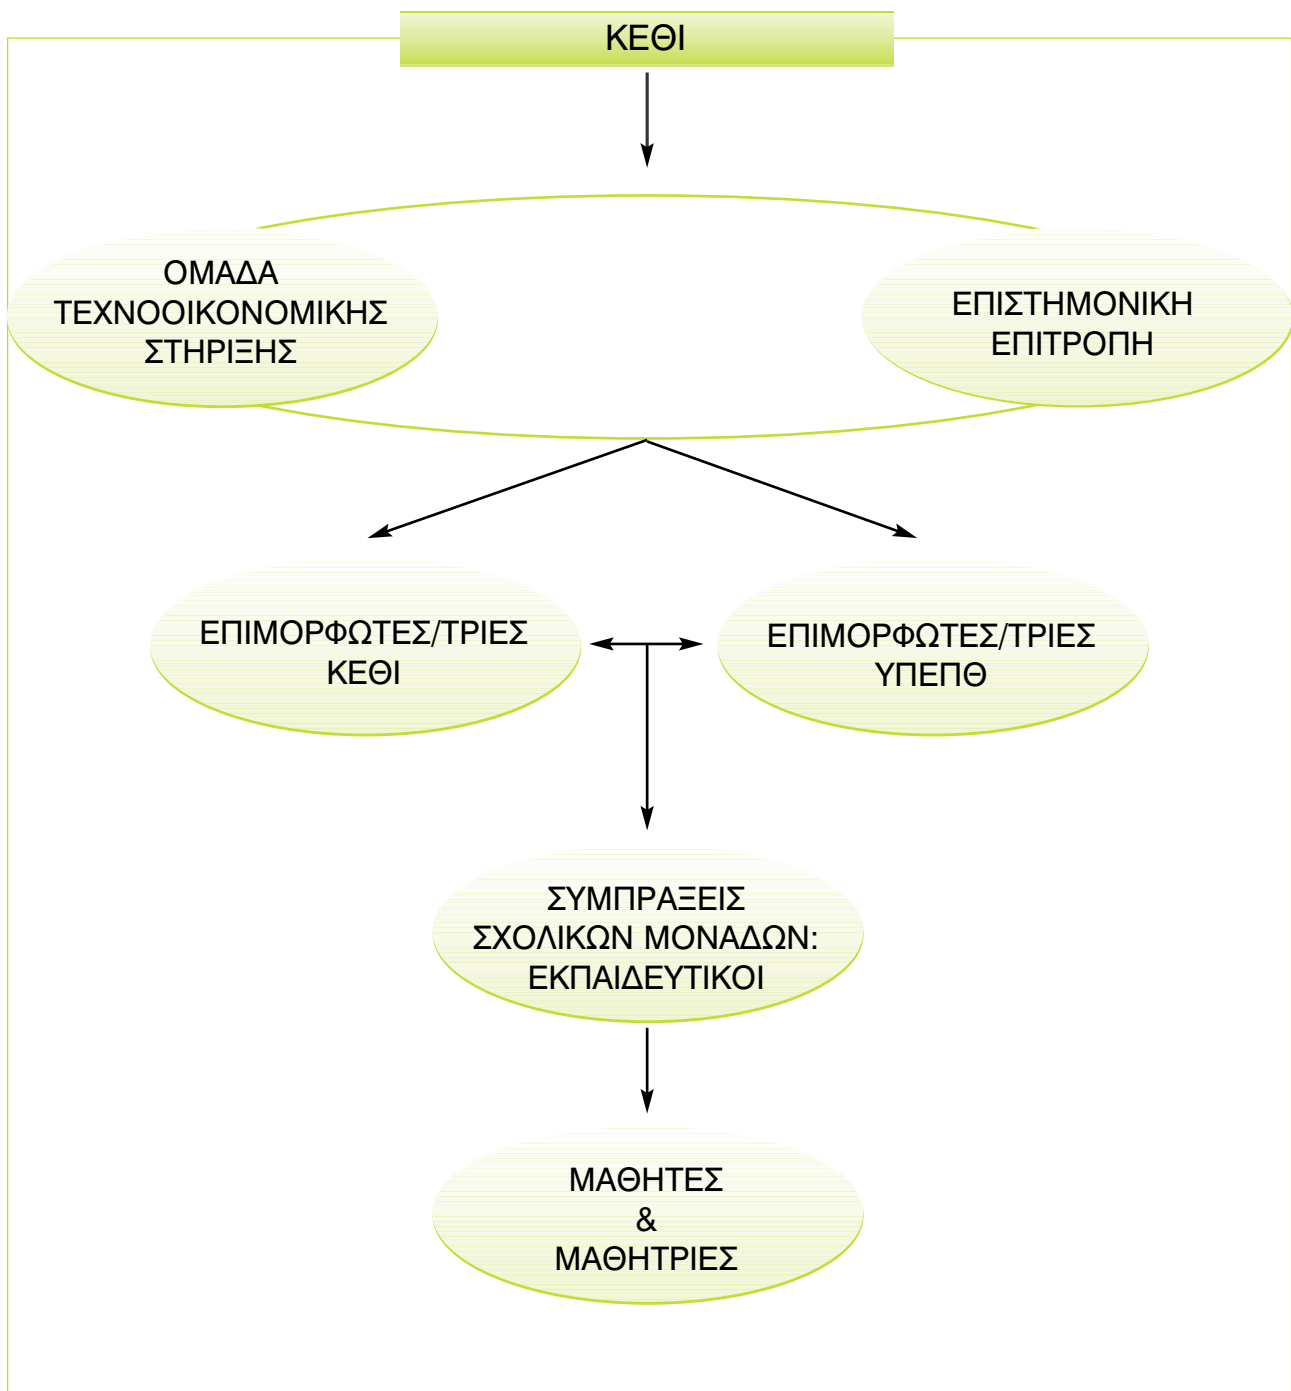 ΚΕΘΙ
ΟΜΑΔΑ
ΤΕΧΝΟΟΙΚΟΝΟΜΙΚΗΣ
ΣΤΗΡΙΞΗΣ
ΕΠΙΣΤΗΜΟΝΙΚΗ
ΕΠΙΤΡΟΠΗ
ΕΠΙΜΟΡΦΩΤΕΣ/ΤΡΙΕΣ
ΚΕΘΙ
ΕΠΙΜΟΡΦΩΤΕΣ/ΤΡΙΕΣ
ΥΠΕΠΘ
ΣΥΜΠΡΑΞΕΙΣ
ΣΧΟΛΙΚΩΝ ΜΟΝΑΔΩΝ:
ΕΚΠΑΙΔΕΥΤΙΚΟΙ
ΜΑΘΗΤΕΣ
&
ΜΑΘΗΤΡΙΕΣ